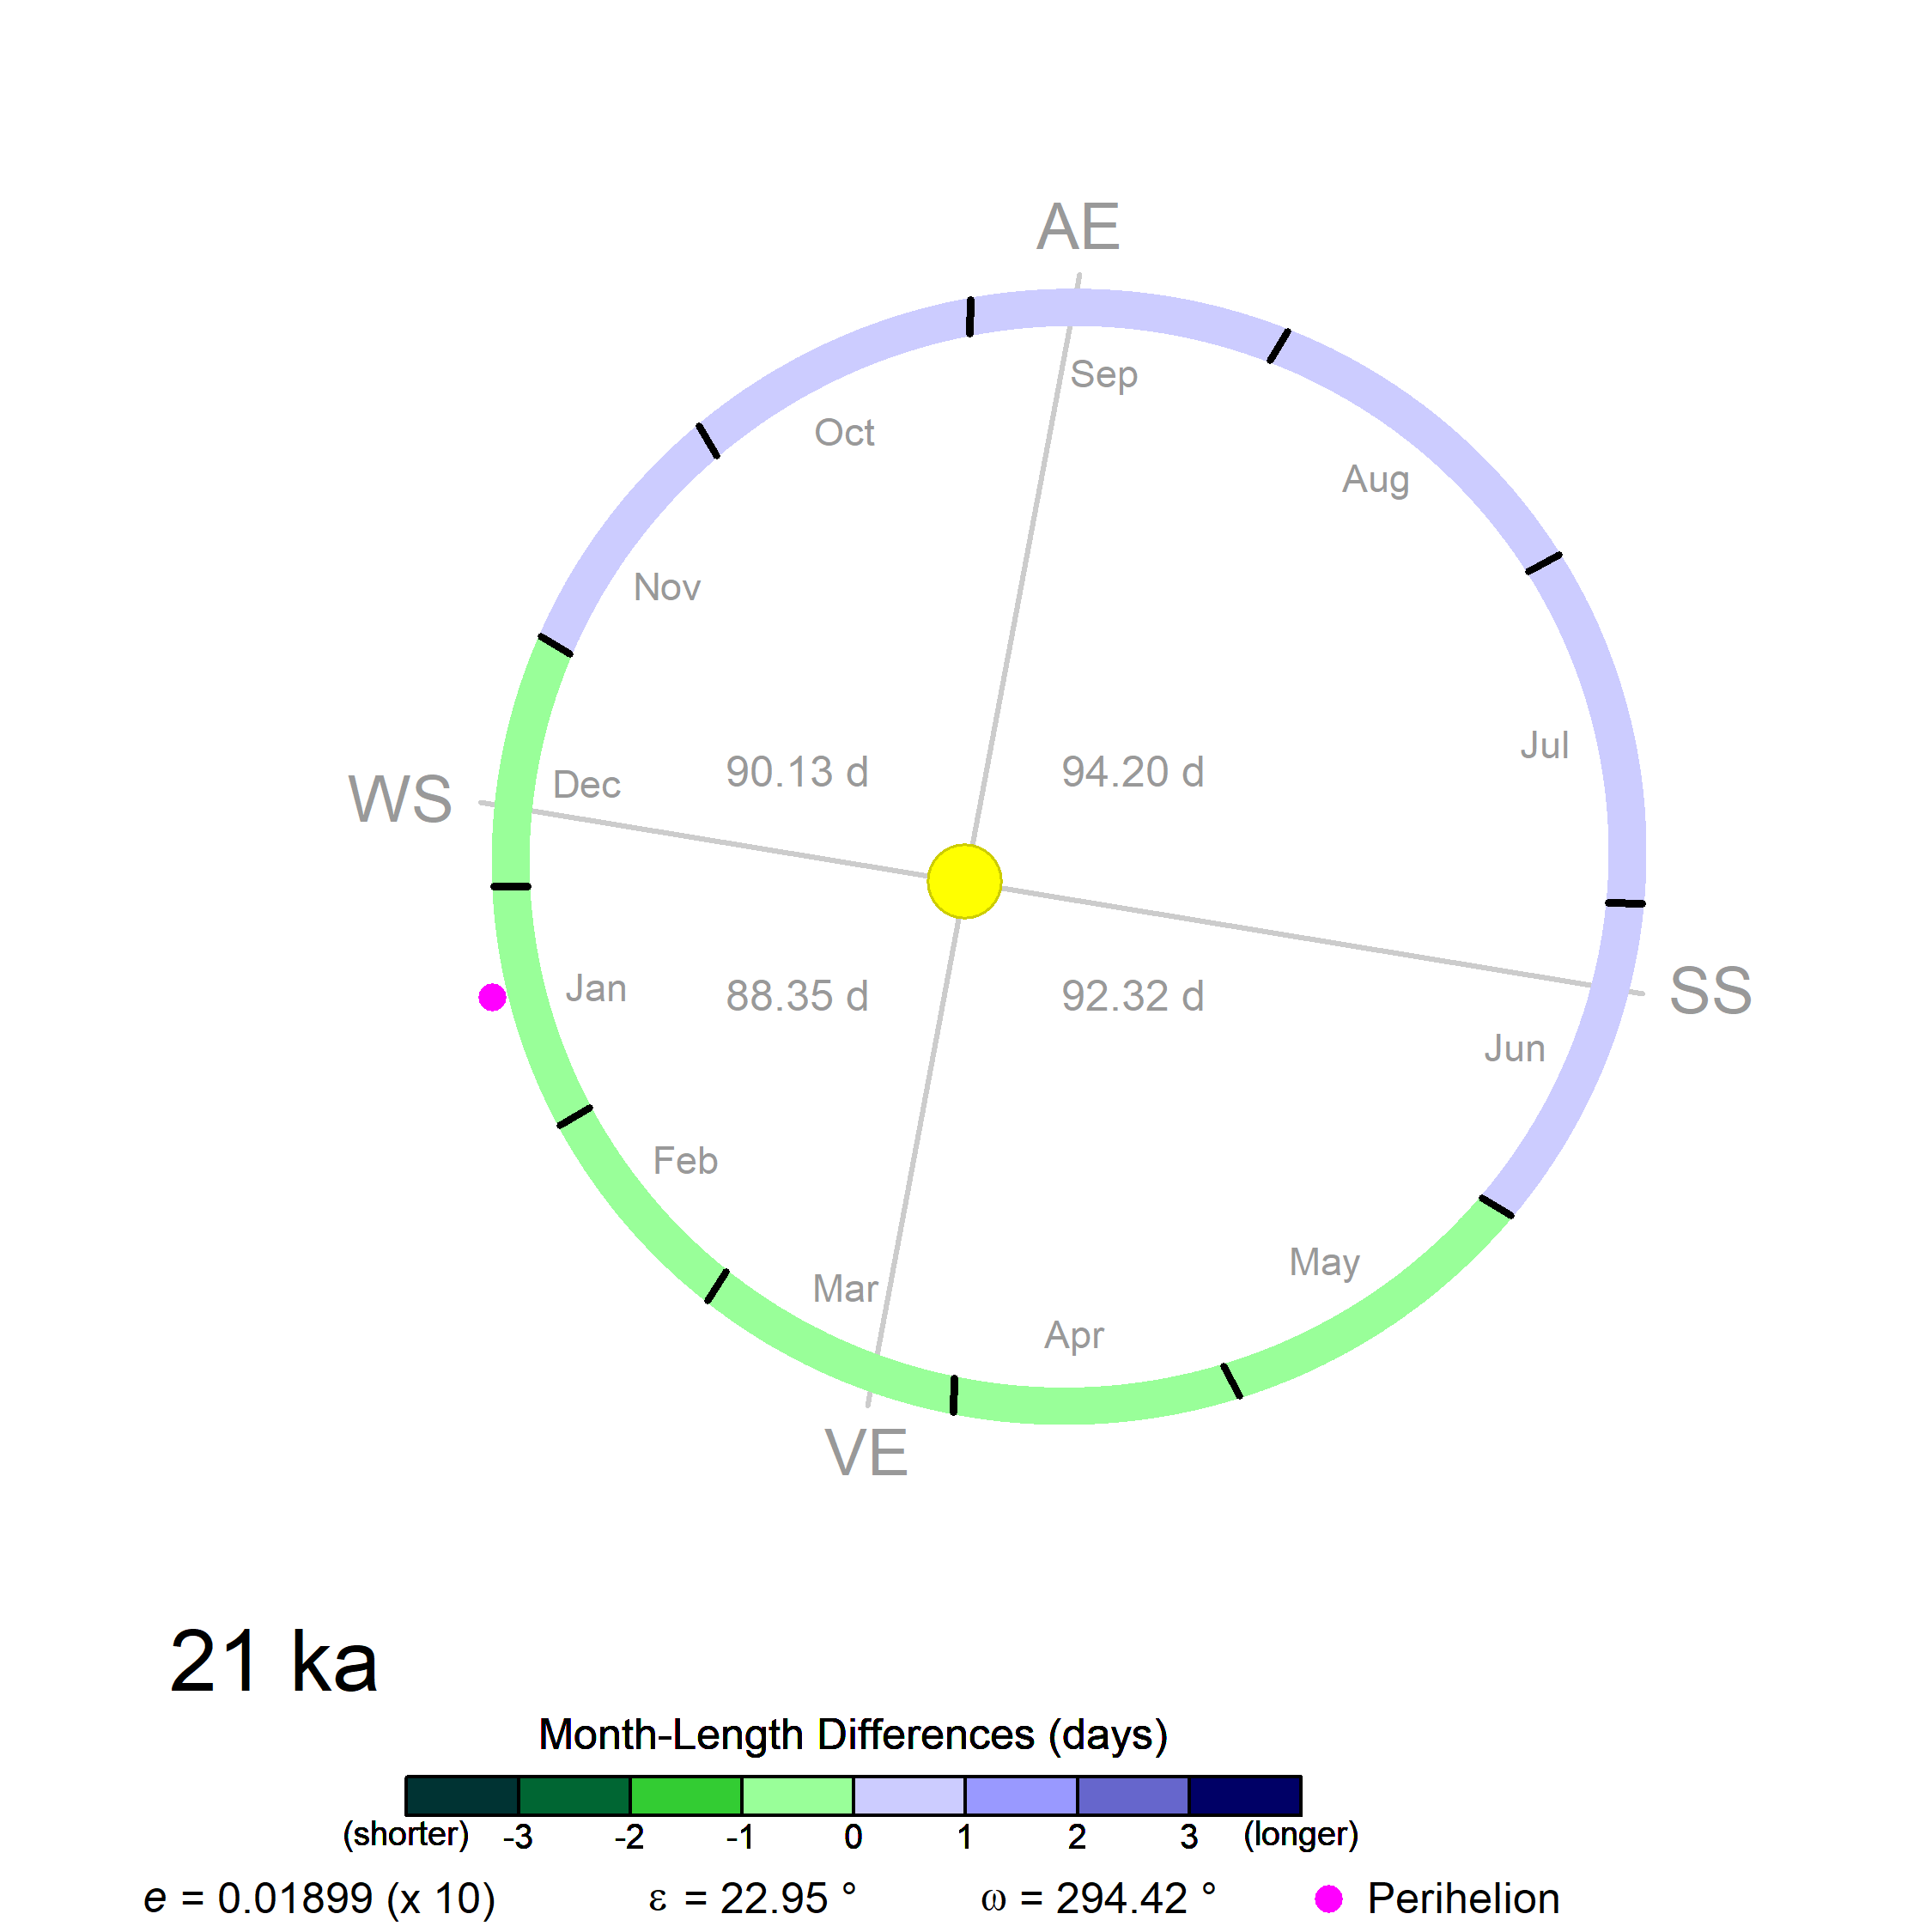 AE
Sep
Oct
Aug
Nov
Jul
90.13 d 94.20 d
WS Dec
Jan 88.35 d 92.32 d SS
Jun
Feb
May
Mar
Apr
VE
21 ka
Month-Length Differences (days)
(shorter) -3 -2 -1 0 1 2 3 (longer)
e = 0.01899 (x 10) ε = 22.95 ° ω = 294.42 ° Perihelion